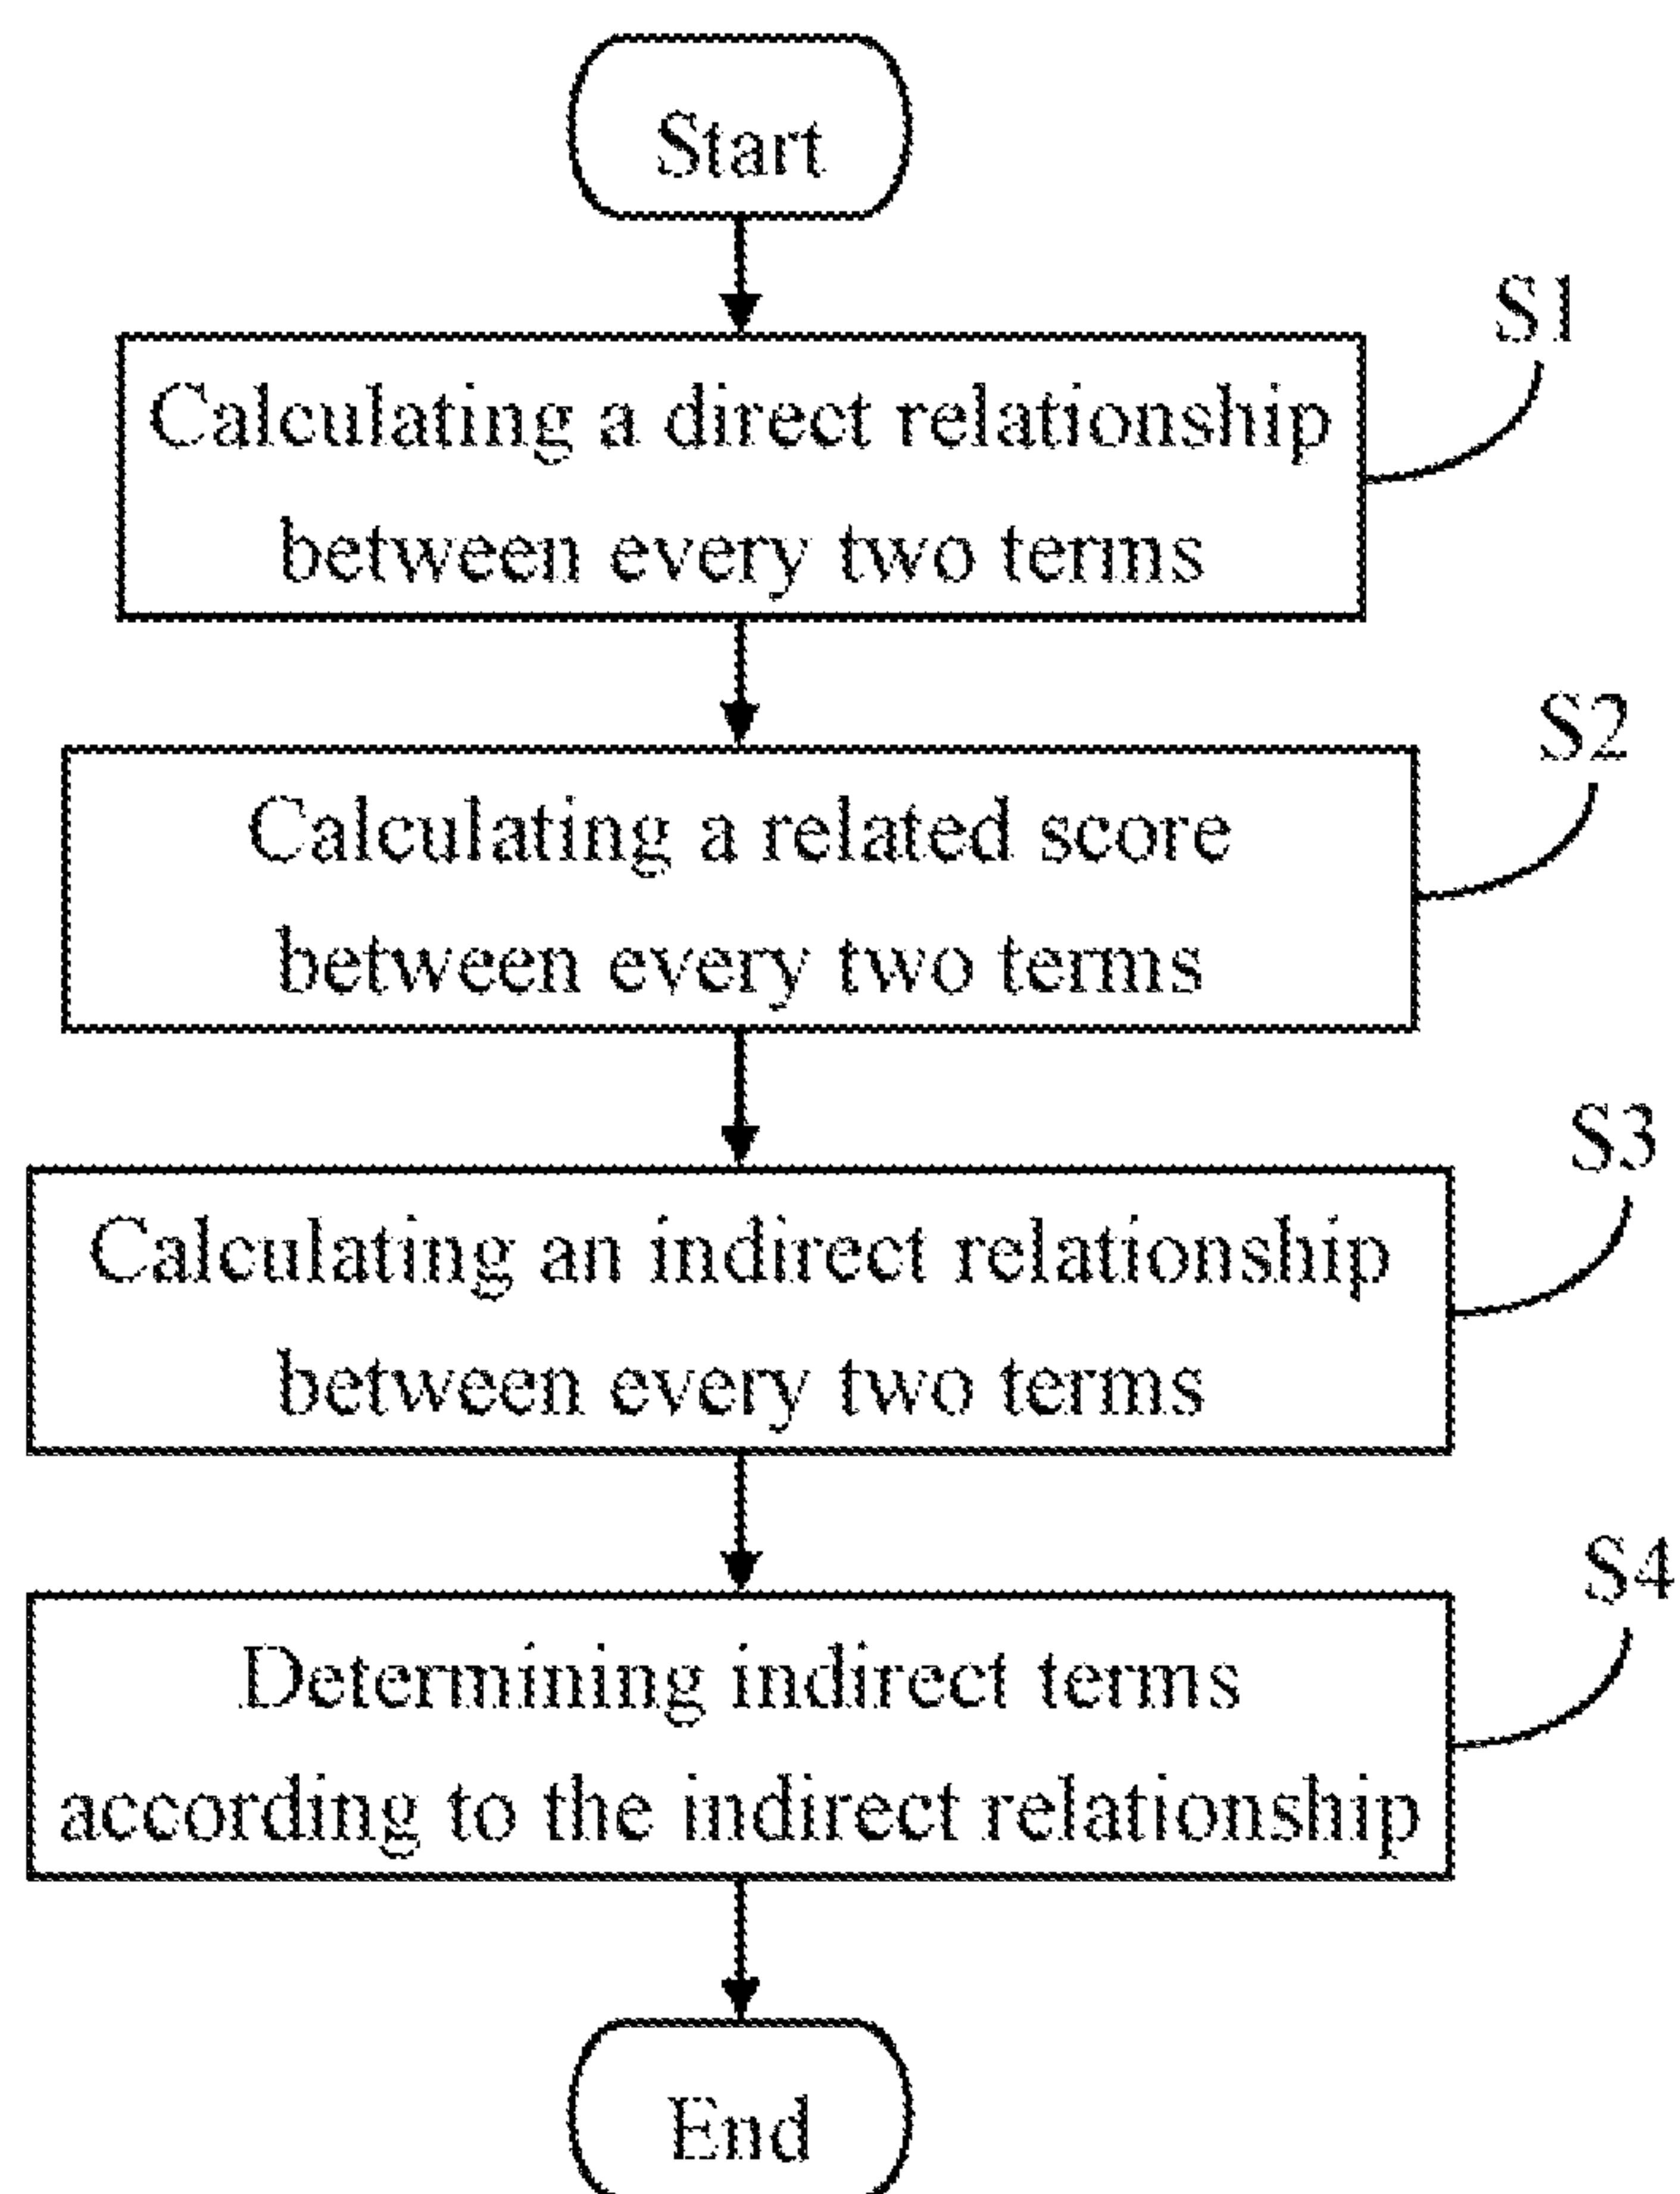 Start
S1
Calculating a direct relationship
between every two terms
S2
Calculating a related score
between every two terms
S3
Calculating an indirect relationship
between every two terms
S4
Determining indirect terms
according to the indirect relationship
End